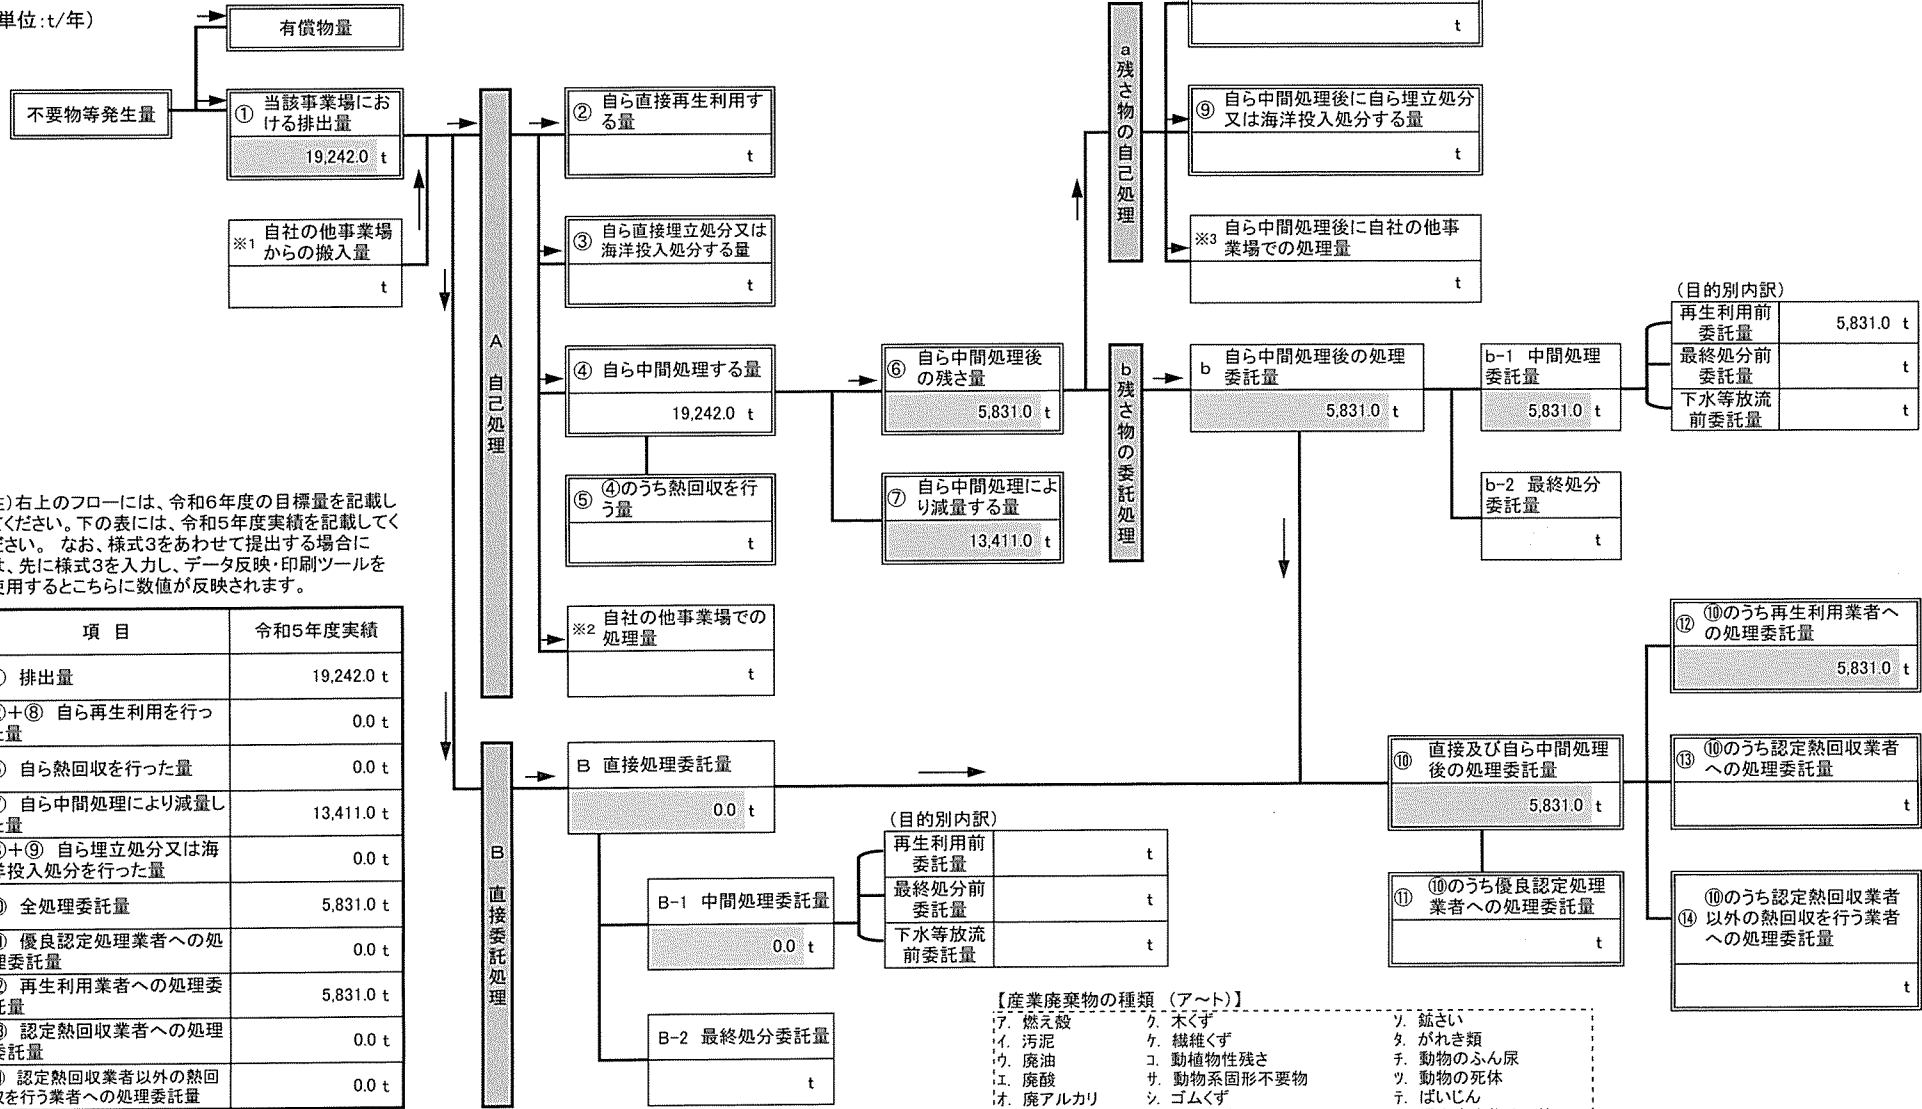 単位:t/年)
有償物量
不要物等発生量
① 当該事業場にお
ける排出量
19,242.0 t
※1 自社の他事業場
からの搬入量
t
A 自己処理
② 自ら直接再生利用す
る量
t
③ 自ら直接埋立処分又は
海洋投入処分する量
t
④ 自ら中間処理する量
19,242.0 t
⑤ ④のうち熱回収を行
う量
t
※2 自社の他事業場での
処理量
t
⑥ 自ら中間処理後
の残さ量
5,831.0 t
⑦ 自ら中間処理によ
り減量する量
13,411.0 t
a 残さ物の自己処理
t
⑨ 自ら中間処理後に自ら埋立処分
又は海洋投入処分する量
t
※3 自ら中間処理後に自社の他事
業場での処理量
t
b 残さ物の委託処理
b 自ら中間処理後の処理
委託量
5,831.0 t
b-1 中間処理
委託量
5,831.0 t
(目的別内訳)
再生利用前
委託量
5,831.0 t
最終処分前
委託量
t
下水等放流
前委託量
t
b-2 最終処分
委託量
t
)右上のフローには、令和6年度の目標量を記載し
ください。下の表には、令和5年度実績を記載してく
さい。 なお、様式3をあわせて提出する場合に
、先に様式3を入力し、データ反映・印刷ツールを
使用するとこちらに数値が反映されます。
項 目 令和5年度実績
排出量 19,242.0 t
+⑧ 自ら再生利用を行っ
た量 0.0 t
自ら熱回収を行った量 0.0 t
自ら中間処理により減量し
た量 13,411.0 t
+⑨ 自ら埋立処分又は海
洋投入処分を行った量 0.0 t
全処理委託量 5,831.0 t
優良認定処理業者への処
理委託量 0.0 t
再生利用業者への処理委
託量 5,831.0 t
認定熱回収業者への処理
委託量 0.0 t
認定熱回収業者以外の熱回
収を行う業者への処理委託量 0.0 t
B 直接委託処理
B 直接処理委託量
0.0 t
B-1 中間処理委託量
0.0 t
(目的別内訳)
再生利用前
委託量
t
最終処分前
委託量
t
下水等放流
前委託量
t
B-2 最終処分委託量
t
⑩ 直接及び自ら中間処理
後の処理委託量
5,831.0 t
⑪ ⑩のうち優良認定処理
業者への処理委託量
t
⑫ ⑩のうち再生利用業者へ
の処理委託量
5,831.0 t
⑬ ⑩のうち認定熱回収業者
への処理委託量
t
⑭ ⑩のうち認定熱回収業者
以外の熱回収を行う業者
への処理委託量
t
【産業廃棄物の種類 (ア~ト)】
ア. 燃え殻 ク. 木くず ソ. 鉱さい
イ. 汚泥 ケ. 繊維くず タ. がれき類
ウ. 廃油 コ. 動植物性残さ チ. 動物のふん尿
エ. 廃酸 サ. 動物系固形不要物 ツ. 動物の死体
オ. 廃アルカリ シ. ゴムくず テ. ばいじん